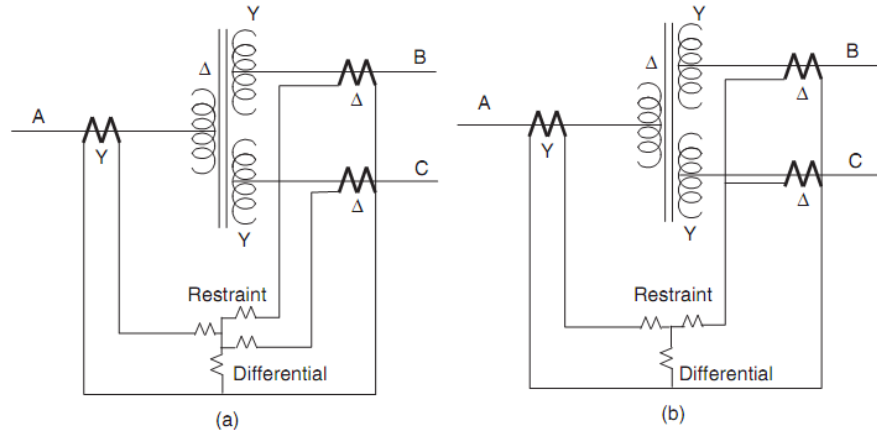 Y
Δ
B
Δ
A
Y
C
Δ
Y
Restraint
Differential
(a)
Y
Δ
B
Δ
A
Y
C
Δ
Y
Restraint
Differential
(b)